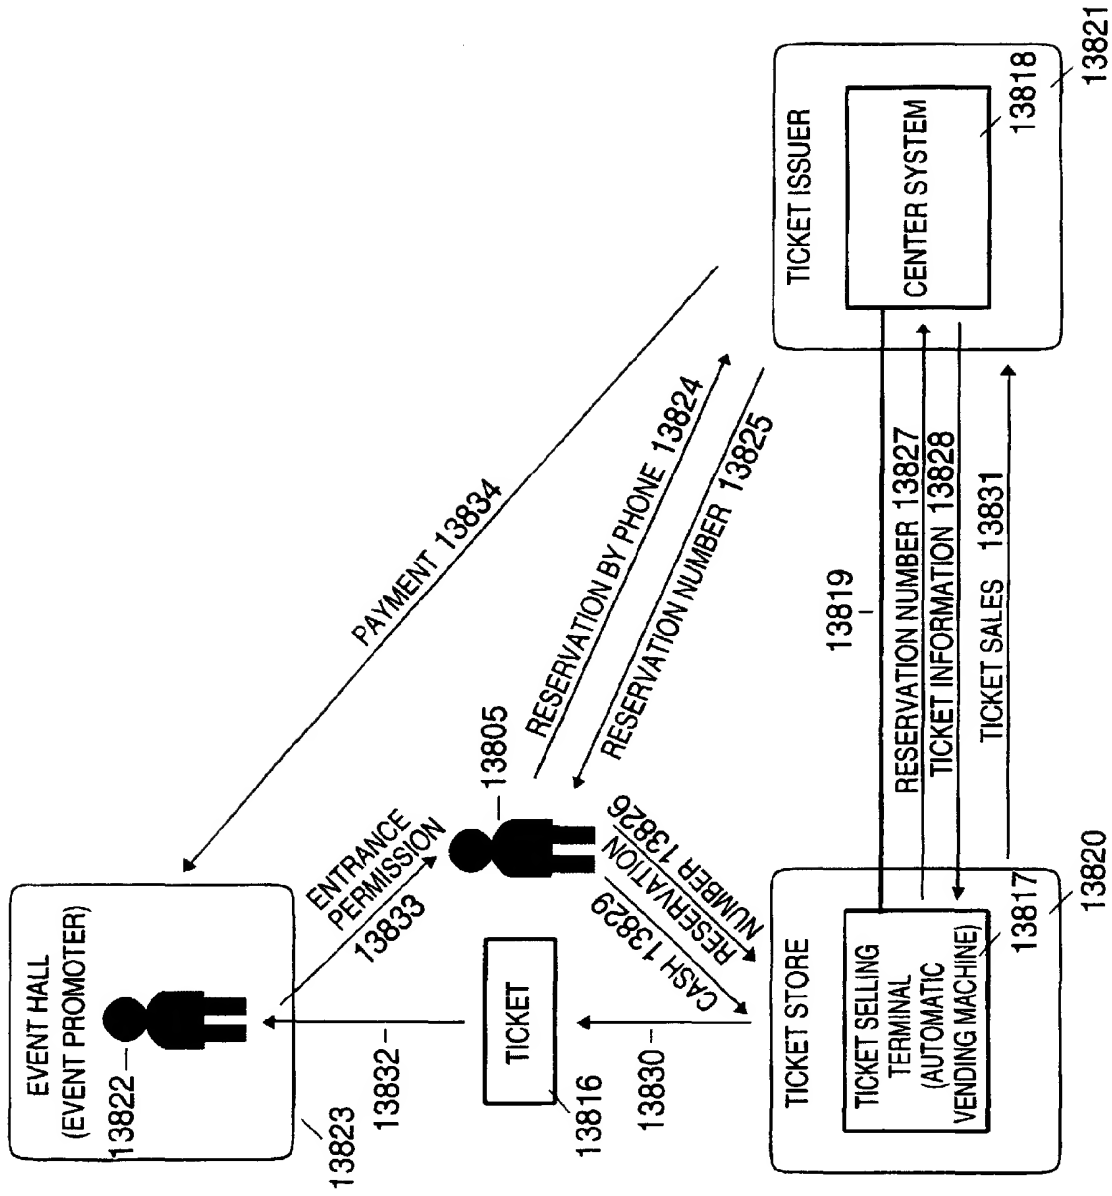 EVENT HALL
(EVENT PROMOTER)
13822
13823
13832
ENTRANCE
PERMISSION
13833
PAYMENT 13834
TICKET
13816
13805
RESERVATION BY PHONE 13824
RESERVATION NUMBER 13825
13830
CASH 13829
RESERVATION
NUMBER 13826
TICKET STORE
TICKET SELLING
TERMINAL
(AUTOMATIC
VENDING MACHINE)
13817
13820
13819
RESERVATION NUMBER 13827
TICKET INFORMATION 13828
TICKET SALES 13831
TICKET ISSUER
CENTER SYSTEM
13818
13821